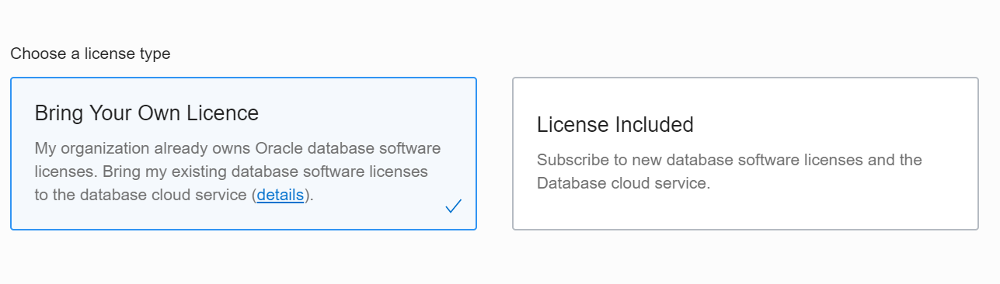 Choose a license type
Bring Your Own Licence
My organization already owns Oracle database software
licenses. Bring my existing database software licenses
to the database cloud service (details).
License Included
Subscribe to new database software licenses and the
Database cloud service.